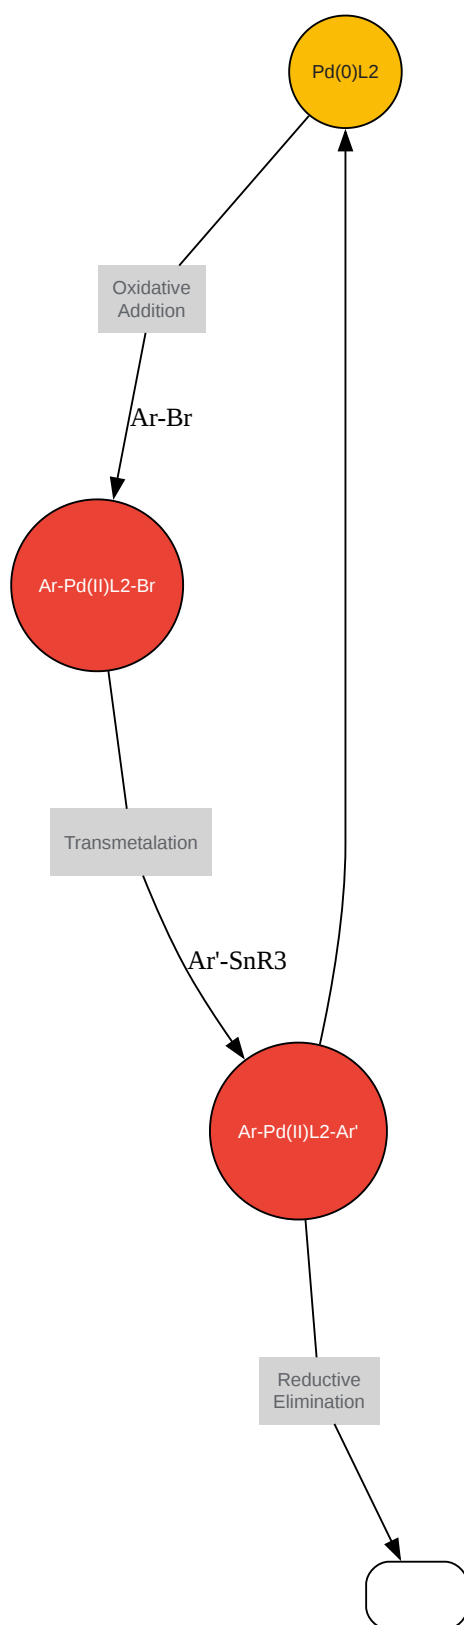 Pd(0)L2
Oxidative
Addition
Ar-Br
Ar-Pd(II)L2-Br
Transmetalation
Ar'-SnR3
Ar-Pd(II)L2-Ar'
Reductive
Elimination